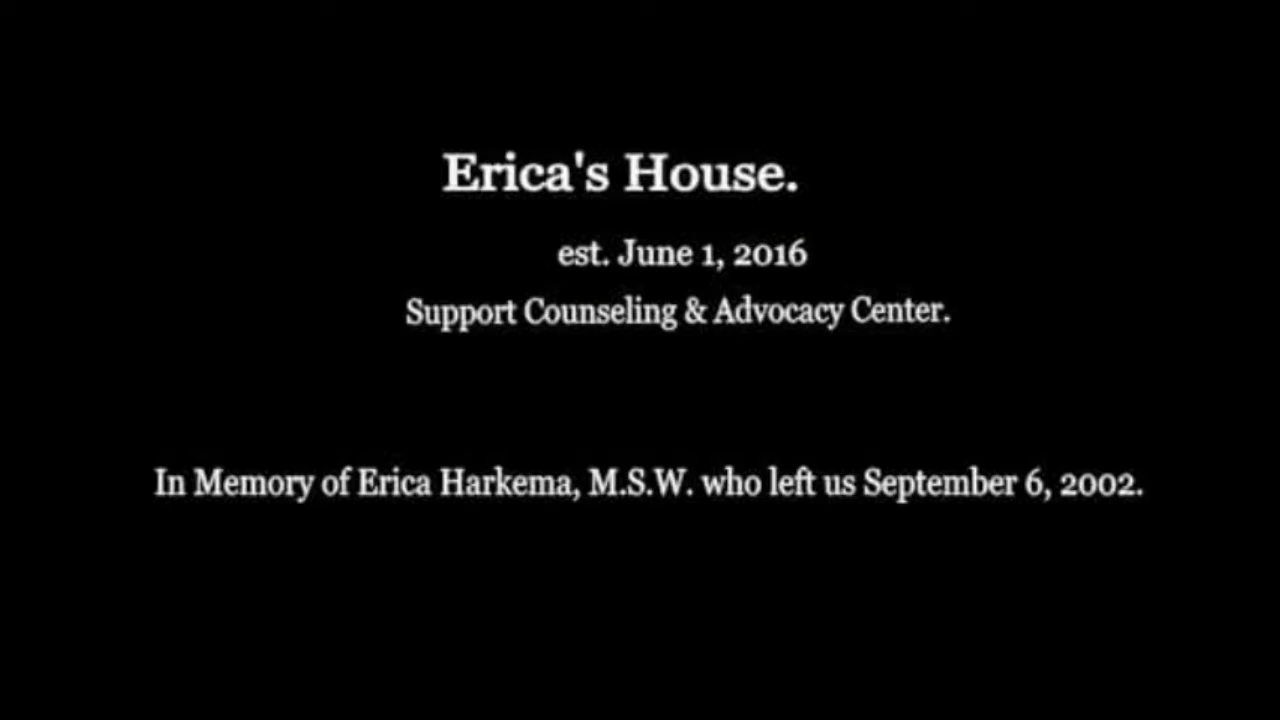 Erica's House.
est. June 1, 2016
Support Counseling & Advocacy Center.
In Memory of Erica Harkema, M.S.W. who left us September 6, 2002.